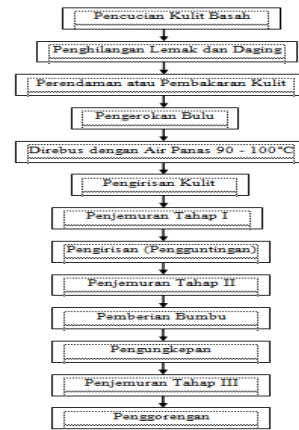 Pencucian Kulit Basah
Penghilangan Lemak dan Daging
Perendaman atau Pembakaran Kulit
Pengerokan Bulu
Direbus dengan Air Panas 90 - 100°C
Pengirisan Kulit
Penjemuran Tahap I
Pengirisan (Pengguntingan)
Penjemuran Tahap II
Pemberian Bumbu
Pengungkepan
Penjemuran Tahap III
Penggorengan